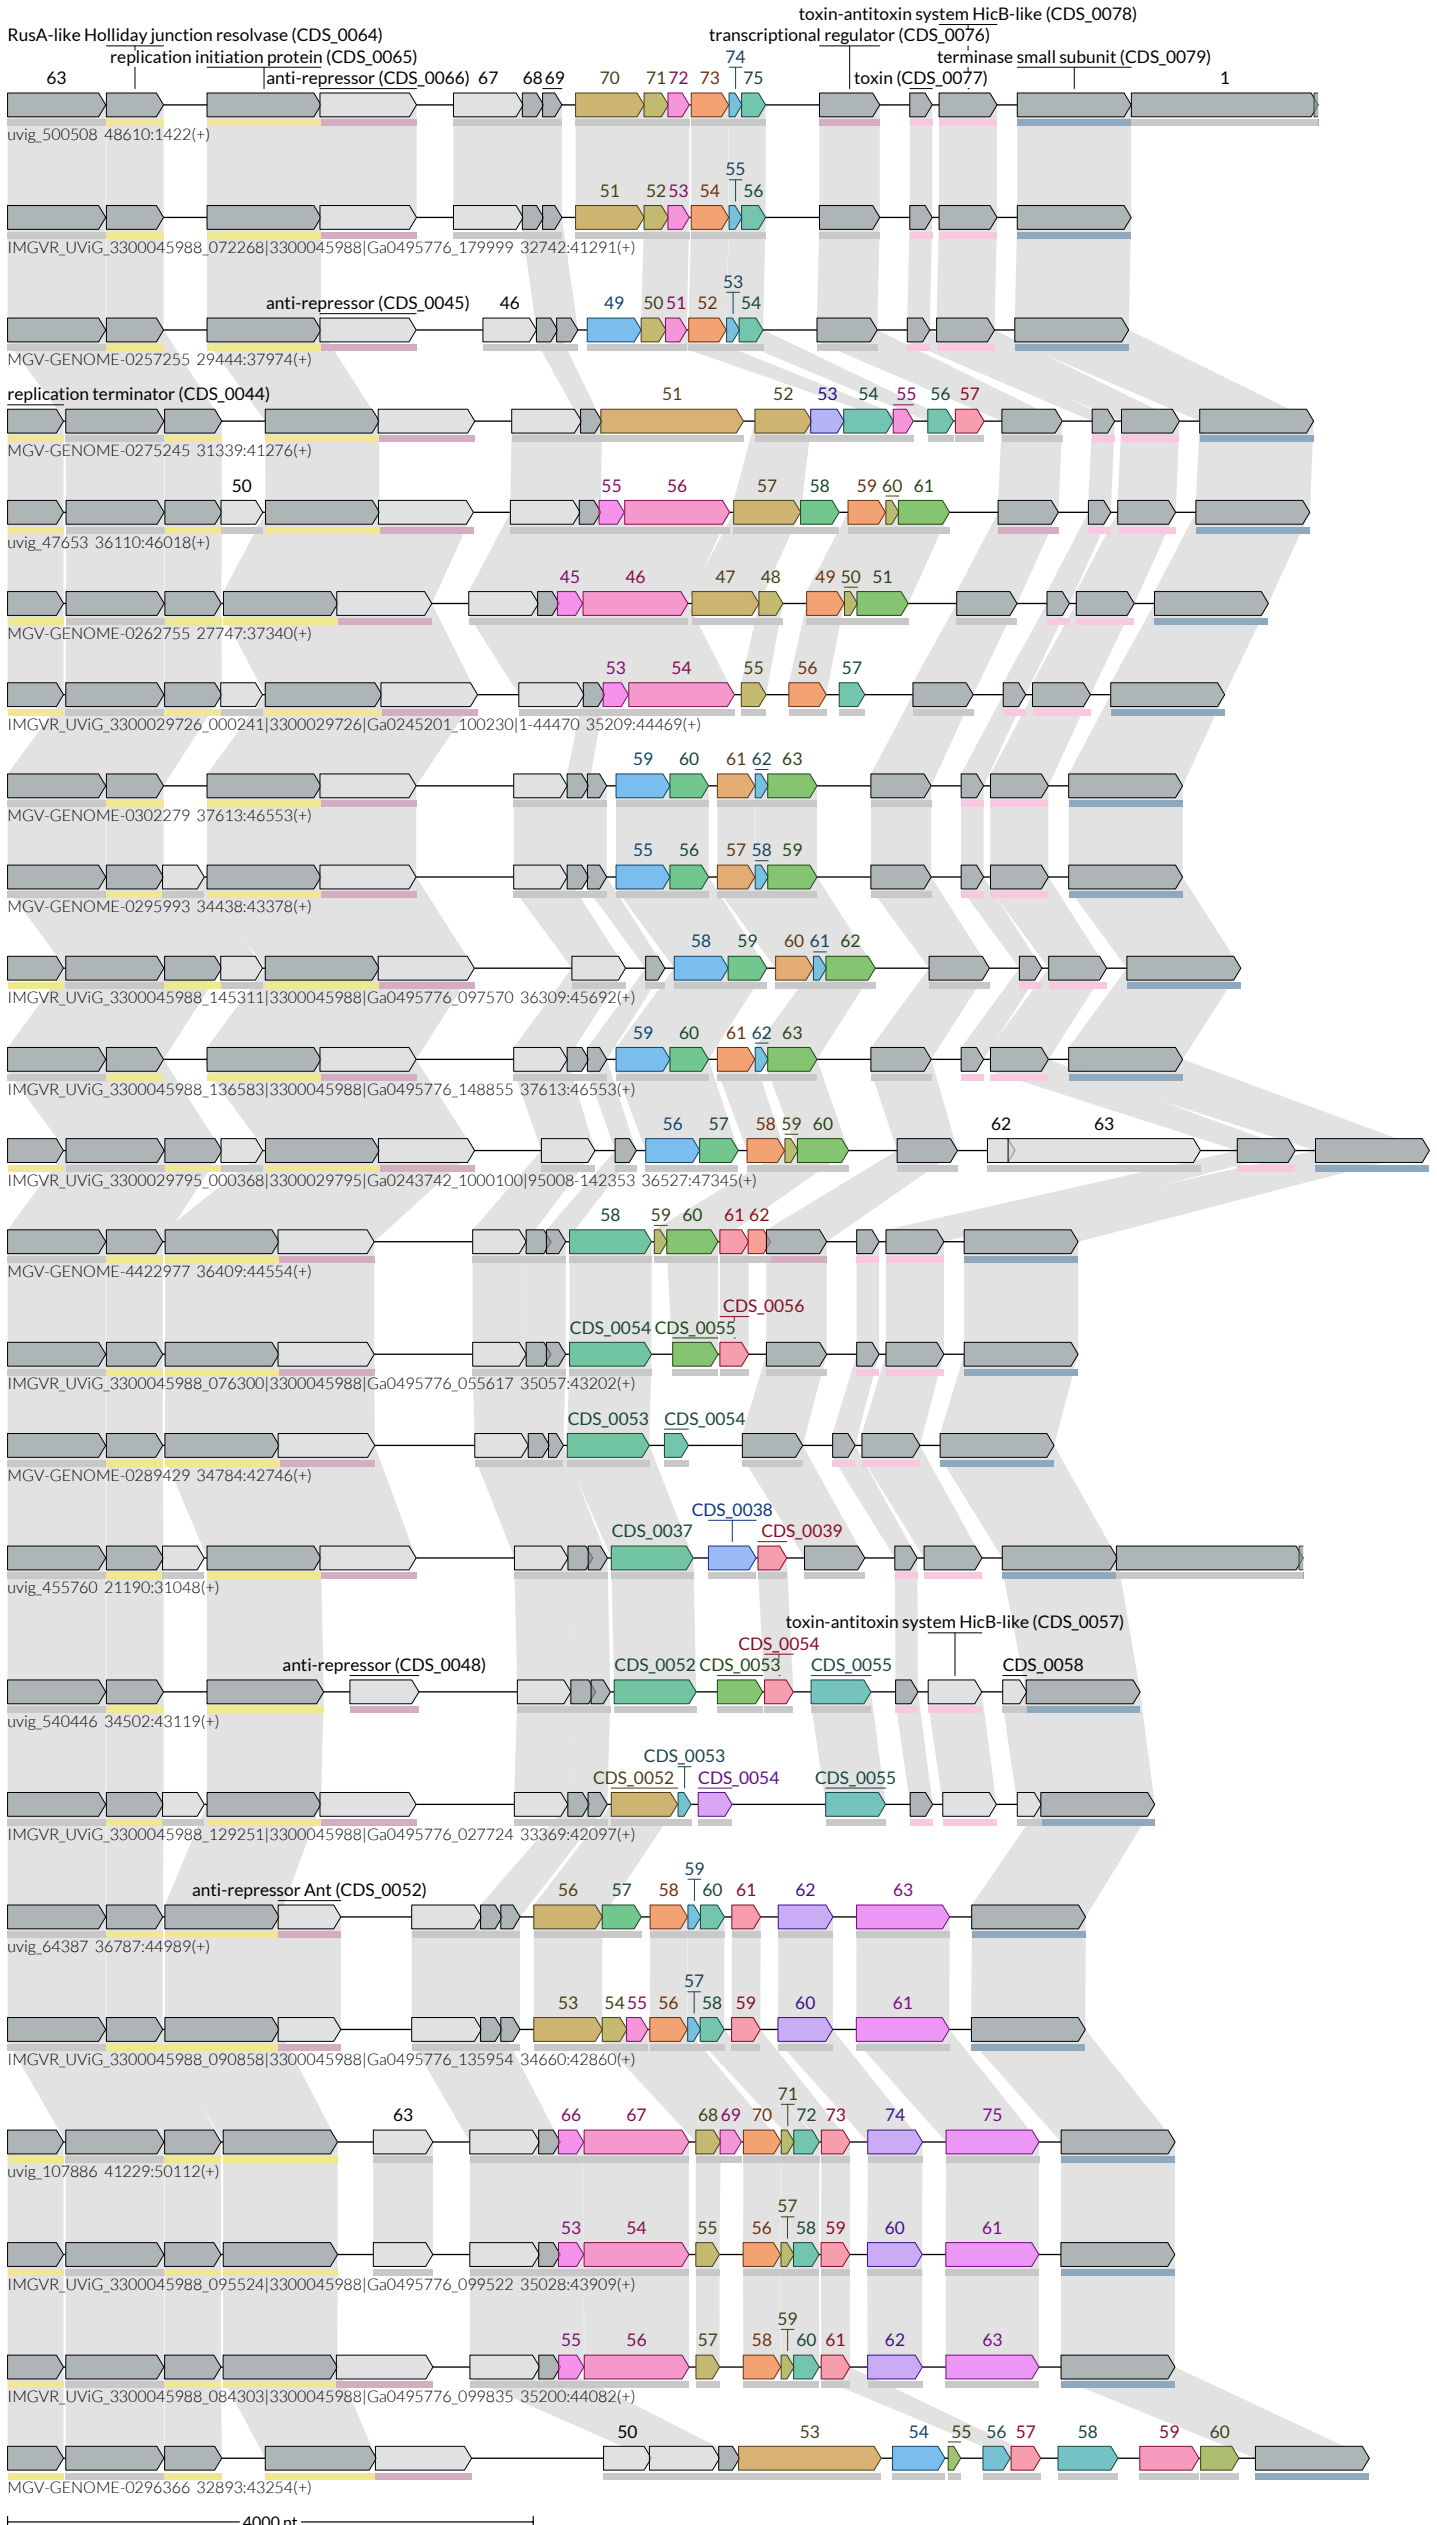 toxin-antitoxin system HicB-like (CDS_0078)
RusA-like Holliday junction resolvase (CDS_0064) transcriptional regulator (CDS_0076)
replication initiation protein (CDS_0065) 74 terminase small subunit (CDS_0079)
63 anti-repressor (CDS_0066) 67 68 69 70 71 72 73 75 toxin (CDS_0077) 1
uvig_500508 48610:1422(+)
55
51 52 53 54 56
IMGVR_UViG_3300045988_072268|3300045988|Ga0495776_179999 32742:41291(+)
53
anti-repressor (CDS_0045) 46 49 50 51 52 54
MGV-GENOME-0257255 29444:37974(+)
replication terminator (CDS_0044) 51 52 53 54 55 56 57
MGV-GENOME-0275245 31339:41276(+)
50 55 56 57 58 59 60 61
uvig_47653 36110:46018(+)
45 46 47 48 49 50 51
MGV-GENOME-0262755 27747:37340(+)
53 54 55 56 57
IMGVR_UViG_3300029726_000241|3300029726|Ga0245201_100230|1-44470 35209:44469(+)
59 60 61 62 63
MGV-GENOME-0302279 37613:46553(+)
55 56 57 58 59
MGV-GENOME-0295993 34438:43378(+)
58 59 60 61 62
IMGVR_UViG_3300045988_145311|3300045988|Ga0495776_097570 36309:45692(+)
59 60 61 62 63
IMGVR_UViG_3300045988_136583|3300045988|Ga0495776_148855 37613:46553(+)
56 57 58 59 60 62 63
IMGVR_UViG_3300029795_000368|3300029795|Ga0243742_1000100|95008-142353 36527:47345(+)
58 59 60 61 62
MGV-GENOME-4422977 36409:44554(+)
CDS_0056
CDS_0054 CDS_0055
IMGVR_UViG_3300045988_076300|3300045988|Ga0495776_055617 35057:43202(+)
CDS_0053 CDS_0054
MGV-GENOME-0289429 34784:42746(+)
CDS_0038
CDS_0037 CDS_0039
uvig_455760 21190:31048(+)
toxin-antitoxin system HicB-like (CDS_0057)
CDS_0054
anti-repressor (CDS_0048) CDS_0052 CDS_0053 CDS_0055 CDS_0058
uvig_540446 34502:43119(+)
CDS_0053
CDS_0052 CDS_0054 CDS_0055
IMGVR_UViG_3300045988_129251|3300045988|Ga0495776_027724 33369:42097(+)
59
anti-repressor Ant (CDS_0052) 56 57 58 60 61 62 63
uvig_64387 36787:44989(+)
57
53 54 55 56 58 59 60 61
IMGVR_UViG_3300045988_090858|3300045988|Ga0495776_135954 34660:42860(+)
71
63 66 67 68 69 70 72 73 74 75
uvig_107886 41229:50112(+)
57
53 54 55 56 58 59 60 61
IMGVR_UViG_3300045988_095524|3300045988|Ga0495776_099522 35028:43909(+)
59
55 56 57 58 60 61 62 63
IMGVR_UViG_3300045988_084303|3300045988|Ga0495776_099835 35200:44082(+)
50 53 54 55 56 57 58 59 60
MGV-GENOME-0296366 32893:43254(+)
4000 nt